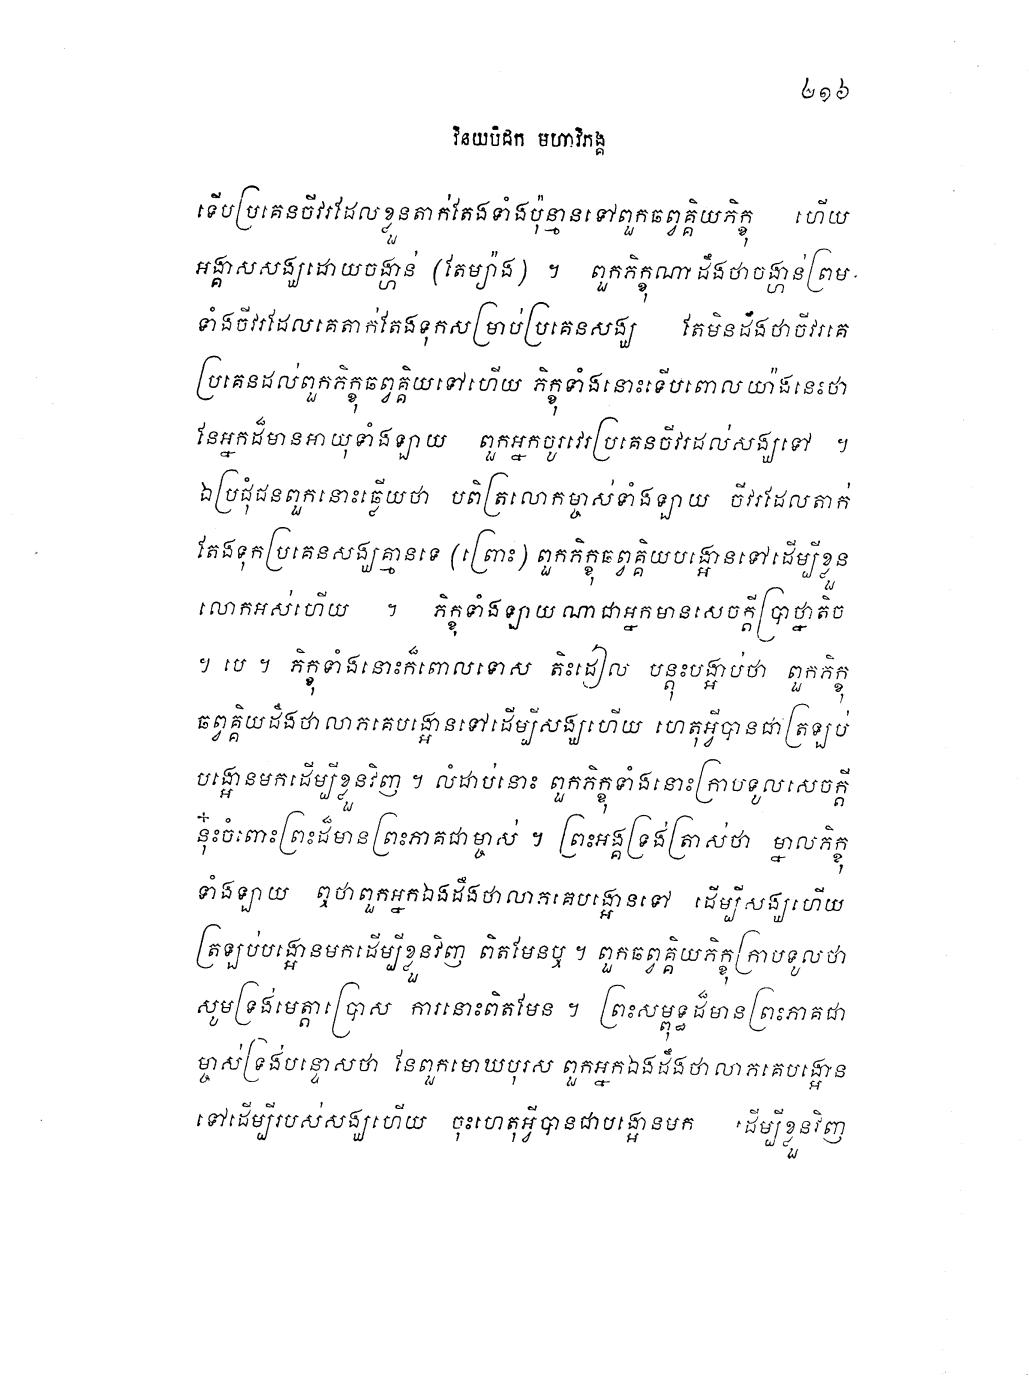 ៤១៦
វិនយបិដក មហាវិភង្គ
ទើបប្រគេនចីវរដែលខ្លួនតាក់តែងទាំងប៉ុន្មានទៅពួកឆព្វគ្គិយភិក្ខុ ហើយ
អង្គាសសង្ឃដោយចង្ហាន់ (តែម្យ៉ាង) ។ ពួកភិក្ខុណាដឹងថាចង្ហាន់ព្រម
ទាំងចីវរដែលគេតាក់តែងទុកសម្រាប់ប្រគេនសង្ឃ តែមិនដឹងថាចីវរគេ
ប្រគេនដល់ពួកភិក្ខុឆព្វគ្គិយទៅហើយ ភិក្ខុទាំងនោះទើបពោលយ៉ាងនេះថា
នែអ្នកដ៏មានអាយុទាំងឡាយ ពួកអ្នកចូរវេរប្រគេនចីវរដល់សង្ឃទៅ ។
ឯប្រជុំជនពួកនោះឆ្លើយថា បពិត្រលោកម្ចាស់ទាំងឡាយ ចីវរដែលតាក់
តែងទុកប្រគេនសង្ឃគ្មានទេ (ព្រោះ) ពួកភិក្ខុឆព្វគ្គិយបង្អោនទៅដើម្បីខ្លួន
លោកអស់ហើយ ។ ភិក្ខុទាំងឡាយណាជាអ្នកមានសេចក្តីប្រាថ្នាតិច
។ បេ ។ ភិក្ខុទាំងនោះក៏ពោលទោស តិះដៀល បន្តុះបង្អាប់ថា ពួកភិក្ខុ
ឆព្វគ្គិយដឹងថាលាភគេបង្អោនទៅដើម្បីសង្ឃហើយ ហេតុអ្វីបានជាត្រឡប់
បង្អោនមកដើម្បីខ្លួនវិញ ។ លំដាប់នោះ ពួកភិក្ខុទាំងនោះក្រាបទូលសេចក្តី
នុ៎ះចំពោះព្រះដ៏មានព្រះភាគជាម្ចាស់ ។ ព្រះអង្គទ្រង់ត្រាស់ថា ម្នាលភិក្ខុ
ទាំងឡាយ ឮថាពួកអ្នកឯងដឹងថាលាភគេបង្អោនទៅ ដើម្បីសង្ឃហើយ
ត្រឡប់បង្អោនមកដើម្បីខ្លួនវិញ ពិតមែនឬ ។ ពួកឆព្វគ្គិយភិក្ខុក្រាបទូលថា
សូមទ្រង់មេត្តាប្រោស ការនោះពិតមែន ។ ព្រះសម្ពុទ្ធដ៏មានព្រះភាគជា
ម្ចាស់ទ្រង់បន្ទោសថា នែពួកមោឃបុរស ពួកអ្នកឯងដឹងថាលាភគេបង្អោន
ទៅដើម្បីរបស់សង្ឃហើយ ចុះហេតុអ្វីបានជាបង្អោនមក ដើម្បីខ្លួនវិញ